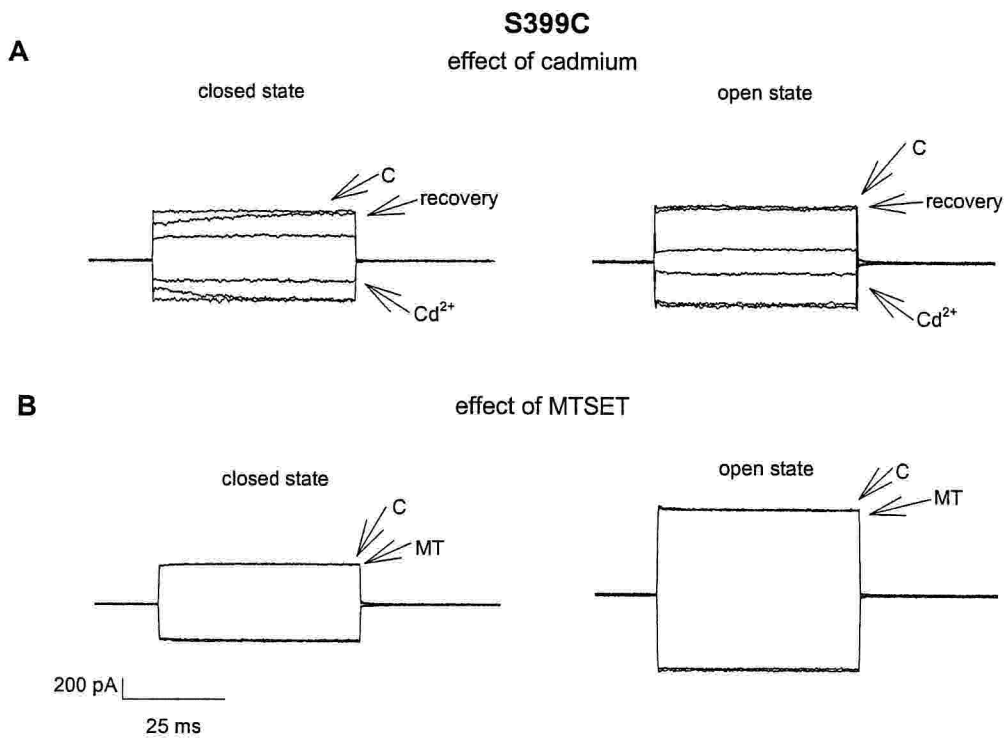 S399C
A
effect of cadmium
closed state
open state
C
recovery
Cd²⁺
C
recovery
Cd²⁺
B
effect of MTSET
closed state
open state
C
MT
C
MT
200 pA
25 ms